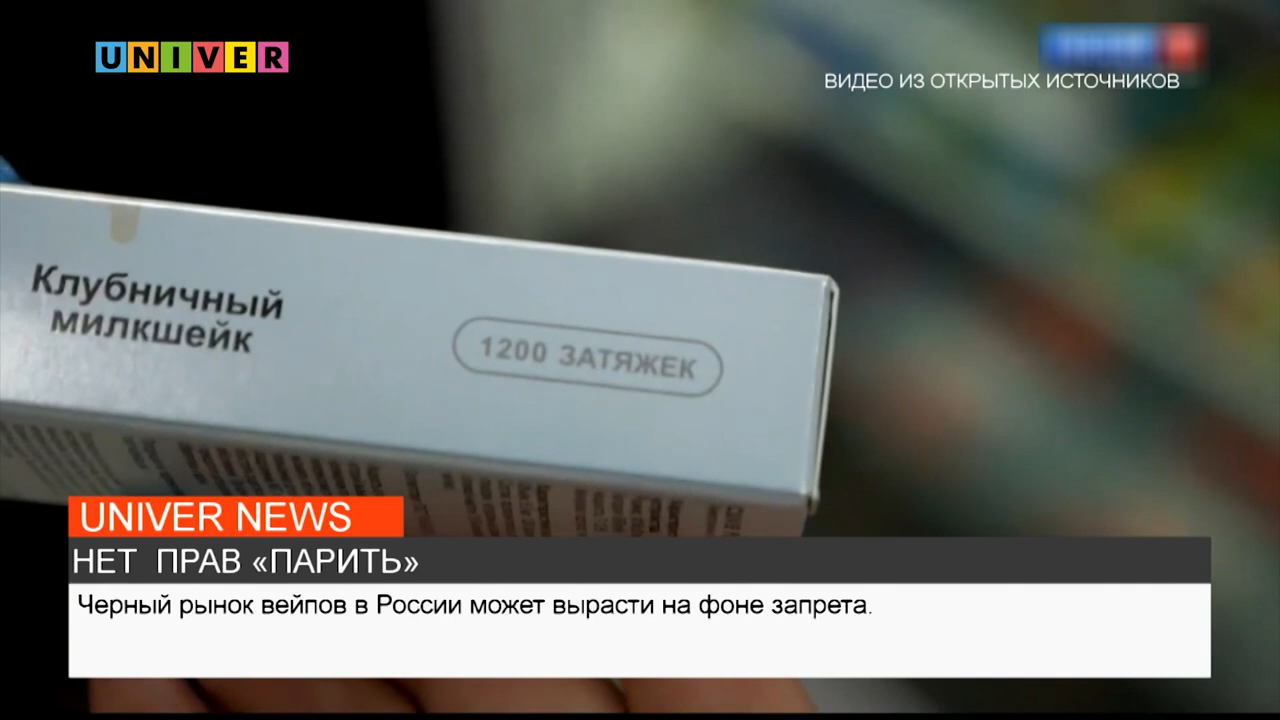 UNIVER
ВИДЕО ИЗ ОТКРЫТЫХ ИСТОЧНИКОВ
Клубничный
милкшейк
1200 ЗАТЯЖЕК
UNIVER NEWS
НЕТ ПРАВ «ПАРИТЬ»
Черный рынок вейпов в России может вырасти на фоне запрета.